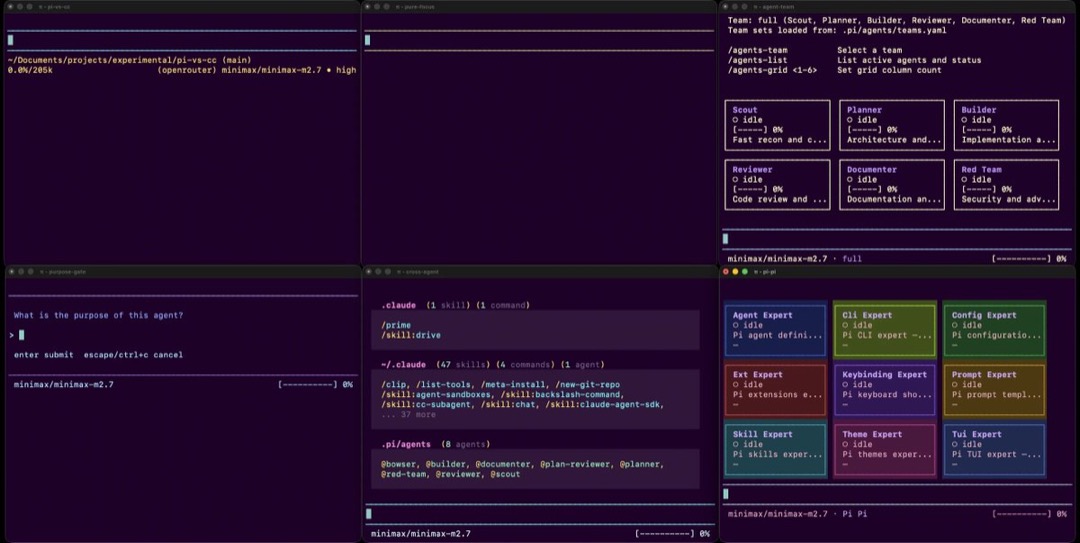 π - pi-vs-cc
~/Documents/projects/experimental/pi-vs-cc (main)
0.0%/205k (openrouter) minimax/minimax-m2.7 • high
π - pure-focus
π - agent-team
Team: full (Scout, Planner, Builder, Reviewer, Documenter, Red Team)
Team sets loaded from: .pi/agents/teams.yaml
/agents-team Select a team
/agents-list List active agents and status
/agents-grid <1-6> Set grid column count
Scout
○ idle
[-----] 0%
Fast recon and c...
Planner
○ idle
[-----] 0%
Architecture and...
Builder
○ idle
[-----] 0%
Implementation a...
Reviewer
○ idle
[-----] 0%
Code review and ...
Documenter
○ idle
[-----] 0%
Documentation an...
Red Team
○ idle
[-----] 0%
Security and adv...
minimax/minimax-m2.7 · full [----------] 0%
π - purpose-gate
What is the purpose of this agent?
>
enter submit escape/ctrl+c cancel
minimax/minimax-m2.7 [----------] 0%
π - cross-agent
.claude (1 skill) (1 command)
/prime
/skill:drive
~/.claude (47 skills) (4 commands) (1 agent)
/clip, /list-tools, /meta-install, /new-git-repo
/skill:agent-sandboxes, /skill:backslash-command,
/skill:cc-subagent, /skill:chat, /skill:claude-agent-sdk,
... 37 more
.pi/agents (8 agents)
@bowser, @builder, @documenter, @plan-reviewer, @planner,
@red-team, @reviewer, @scout
minimax/minimax-m2.7 [----------] 0%
π - pi-pi
Agent Expert
○ idle
Pi agent defini...
—
Cli Expert
○ idle
Pi CLI expert —...
—
Config Expert
○ idle
Pi configuratio...
—
Ext Expert
○ idle
Pi extensions e...
—
Keybinding Expert
○ idle
Pi keyboard sho...
—
Prompt Expert
○ idle
Pi prompt templ...
—
Skill Expert
○ idle
Pi skills exper...
—
Theme Expert
○ idle
Pi themes exper...
—
Tui Expert
○ idle
Pi TUI expert —...
—
minimax/minimax-m2.7 · Pi Pi [----------] 0%